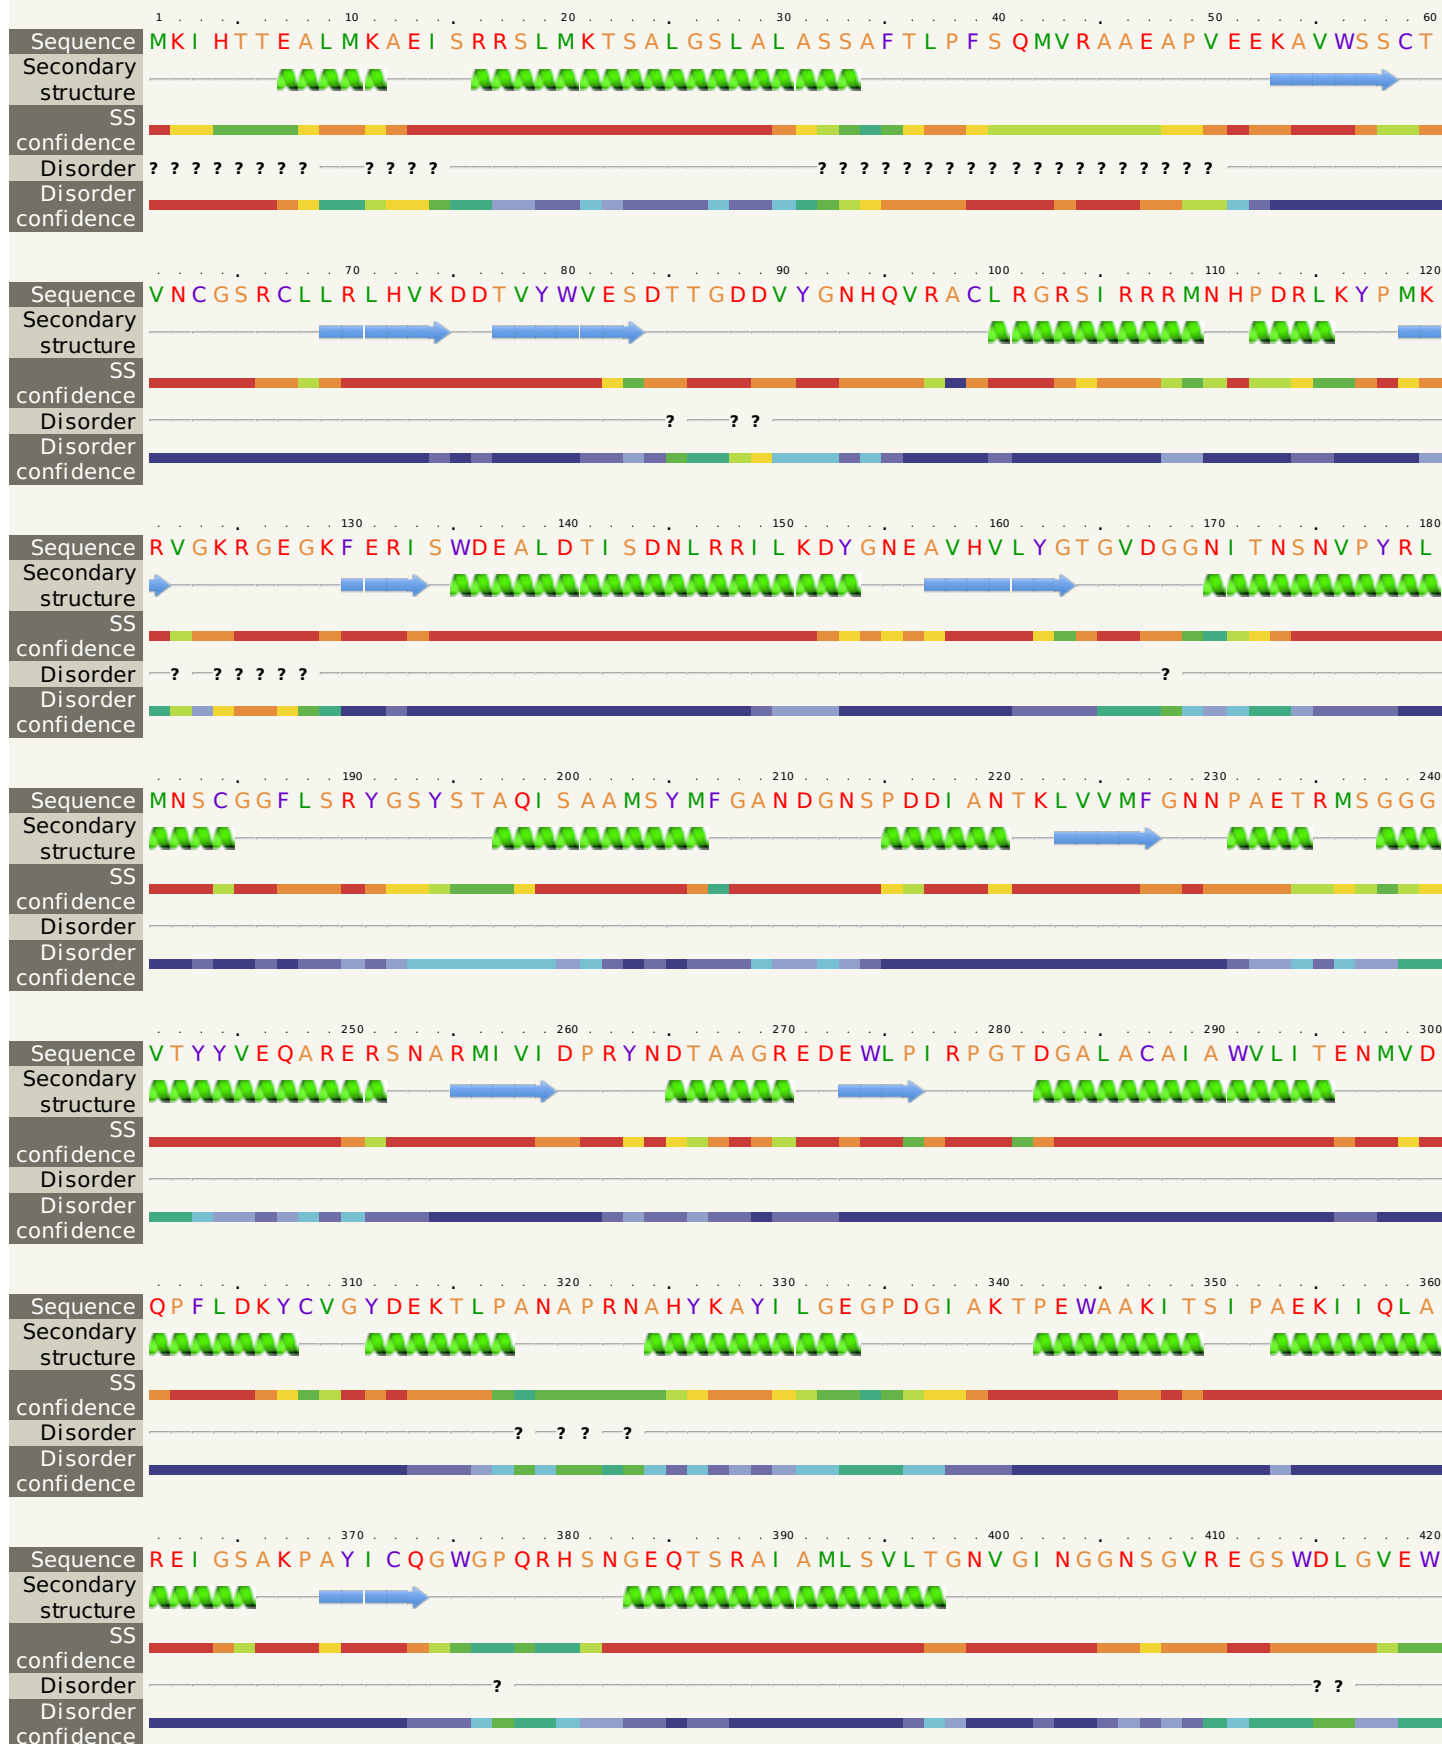 1 . . . . . . . 10 . . . . . . . . 20 . . . . . . . . 30 . . . . . . . . 40 . . . . . . . . 50 . . . . . . . . 60
Sequence MKIHTTEALMKAEISRRSLMKTSALGSLALASSAFTLPFSQMVRAAEAPVEEKAVWSSCT
Secondary
structure
SS
confidence
Disorder ? ? ? ? ? ? ? ? ? ? ? ? ? ? ? ? ? ? ? ? ? ? ? ? ? ? ? ? ? ? ?
Disorder
confidence
. . . . . . . . 70 . . . . . . . . 80 . . . . . . . . 90 . . . . . . . . 100 . . . . . . . . 110 . . . . . . . . 120
Sequence VNCGSRCLLRLHVKDDTVYWVESDTTGDDVYGNHQVRACLRGRSIRRRMNHPDRLKYPMK
Secondary
structure
SS
confidence
Disorder ? ? ?
Disorder
confidence
. . . . . . . . 130 . . . . . . . . 140 . . . . . . . . 150 . . . . . . . . 160 . . . . . . . . 170 . . . . . . . . 180
Sequence RVGKRGEGKFERISWDEALDTISDNLRRILKDYGNEAVHVLYGTGVDGGNITNSNVPYRL
Secondary
structure
SS
confidence
Disorder ? ? ? ? ? ? ?
Disorder
confidence
. . . . . . . . 190 . . . . . . . . 200 . . . . . . . . 210 . . . . . . . . 220 . . . . . . . . 230 . . . . . . . . 240
Sequence MNSCGGFLSRYGSYSTAQISAAMSYMFGANDGNSPDDIANTKLVVMFGNNPAETRMSGGG
Secondary
structure
SS
confidence
Disorder
Disorder
confidence
. . . . . . . . 250 . . . . . . . . 260 . . . . . . . . 270 . . . . . . . . 280 . . . . . . . . 290 . . . . . . . . 300
Sequence VTYYVEQARERSNARMIVIDPRYNDTAAGREDEWLPIRPGTDGALACAIAWVLITENMVD
Secondary
structure
SS
confidence
Disorder
Disorder
confidence
. . . . . . . . 310 . . . . . . . . 320 . . . . . . . . 330 . . . . . . . . 340 . . . . . . . . 350 . . . . . . . . 360
Sequence QPFLDKYCVGYDEKTLPANAPRNAHYKAYILGEGPDGIAKTPEWAAKITSIPAEKIIQLA
Secondary
structure
SS
confidence
Disorder ? ? ? ?
Disorder
confidence
. . . . . . . . 370 . . . . . . . . 380 . . . . . . . . 390 . . . . . . . . 400 . . . . . . . . 410 . . . . . . . . 420
Sequence REIGSAKPAYICQGWGPQRHSNGEQTSRAIAMLSVLTGNVGINGGNSGVREGSWDLGVEW
Secondary
structure
SS
confidence
Disorder ? ? ?
Disorder
confidence